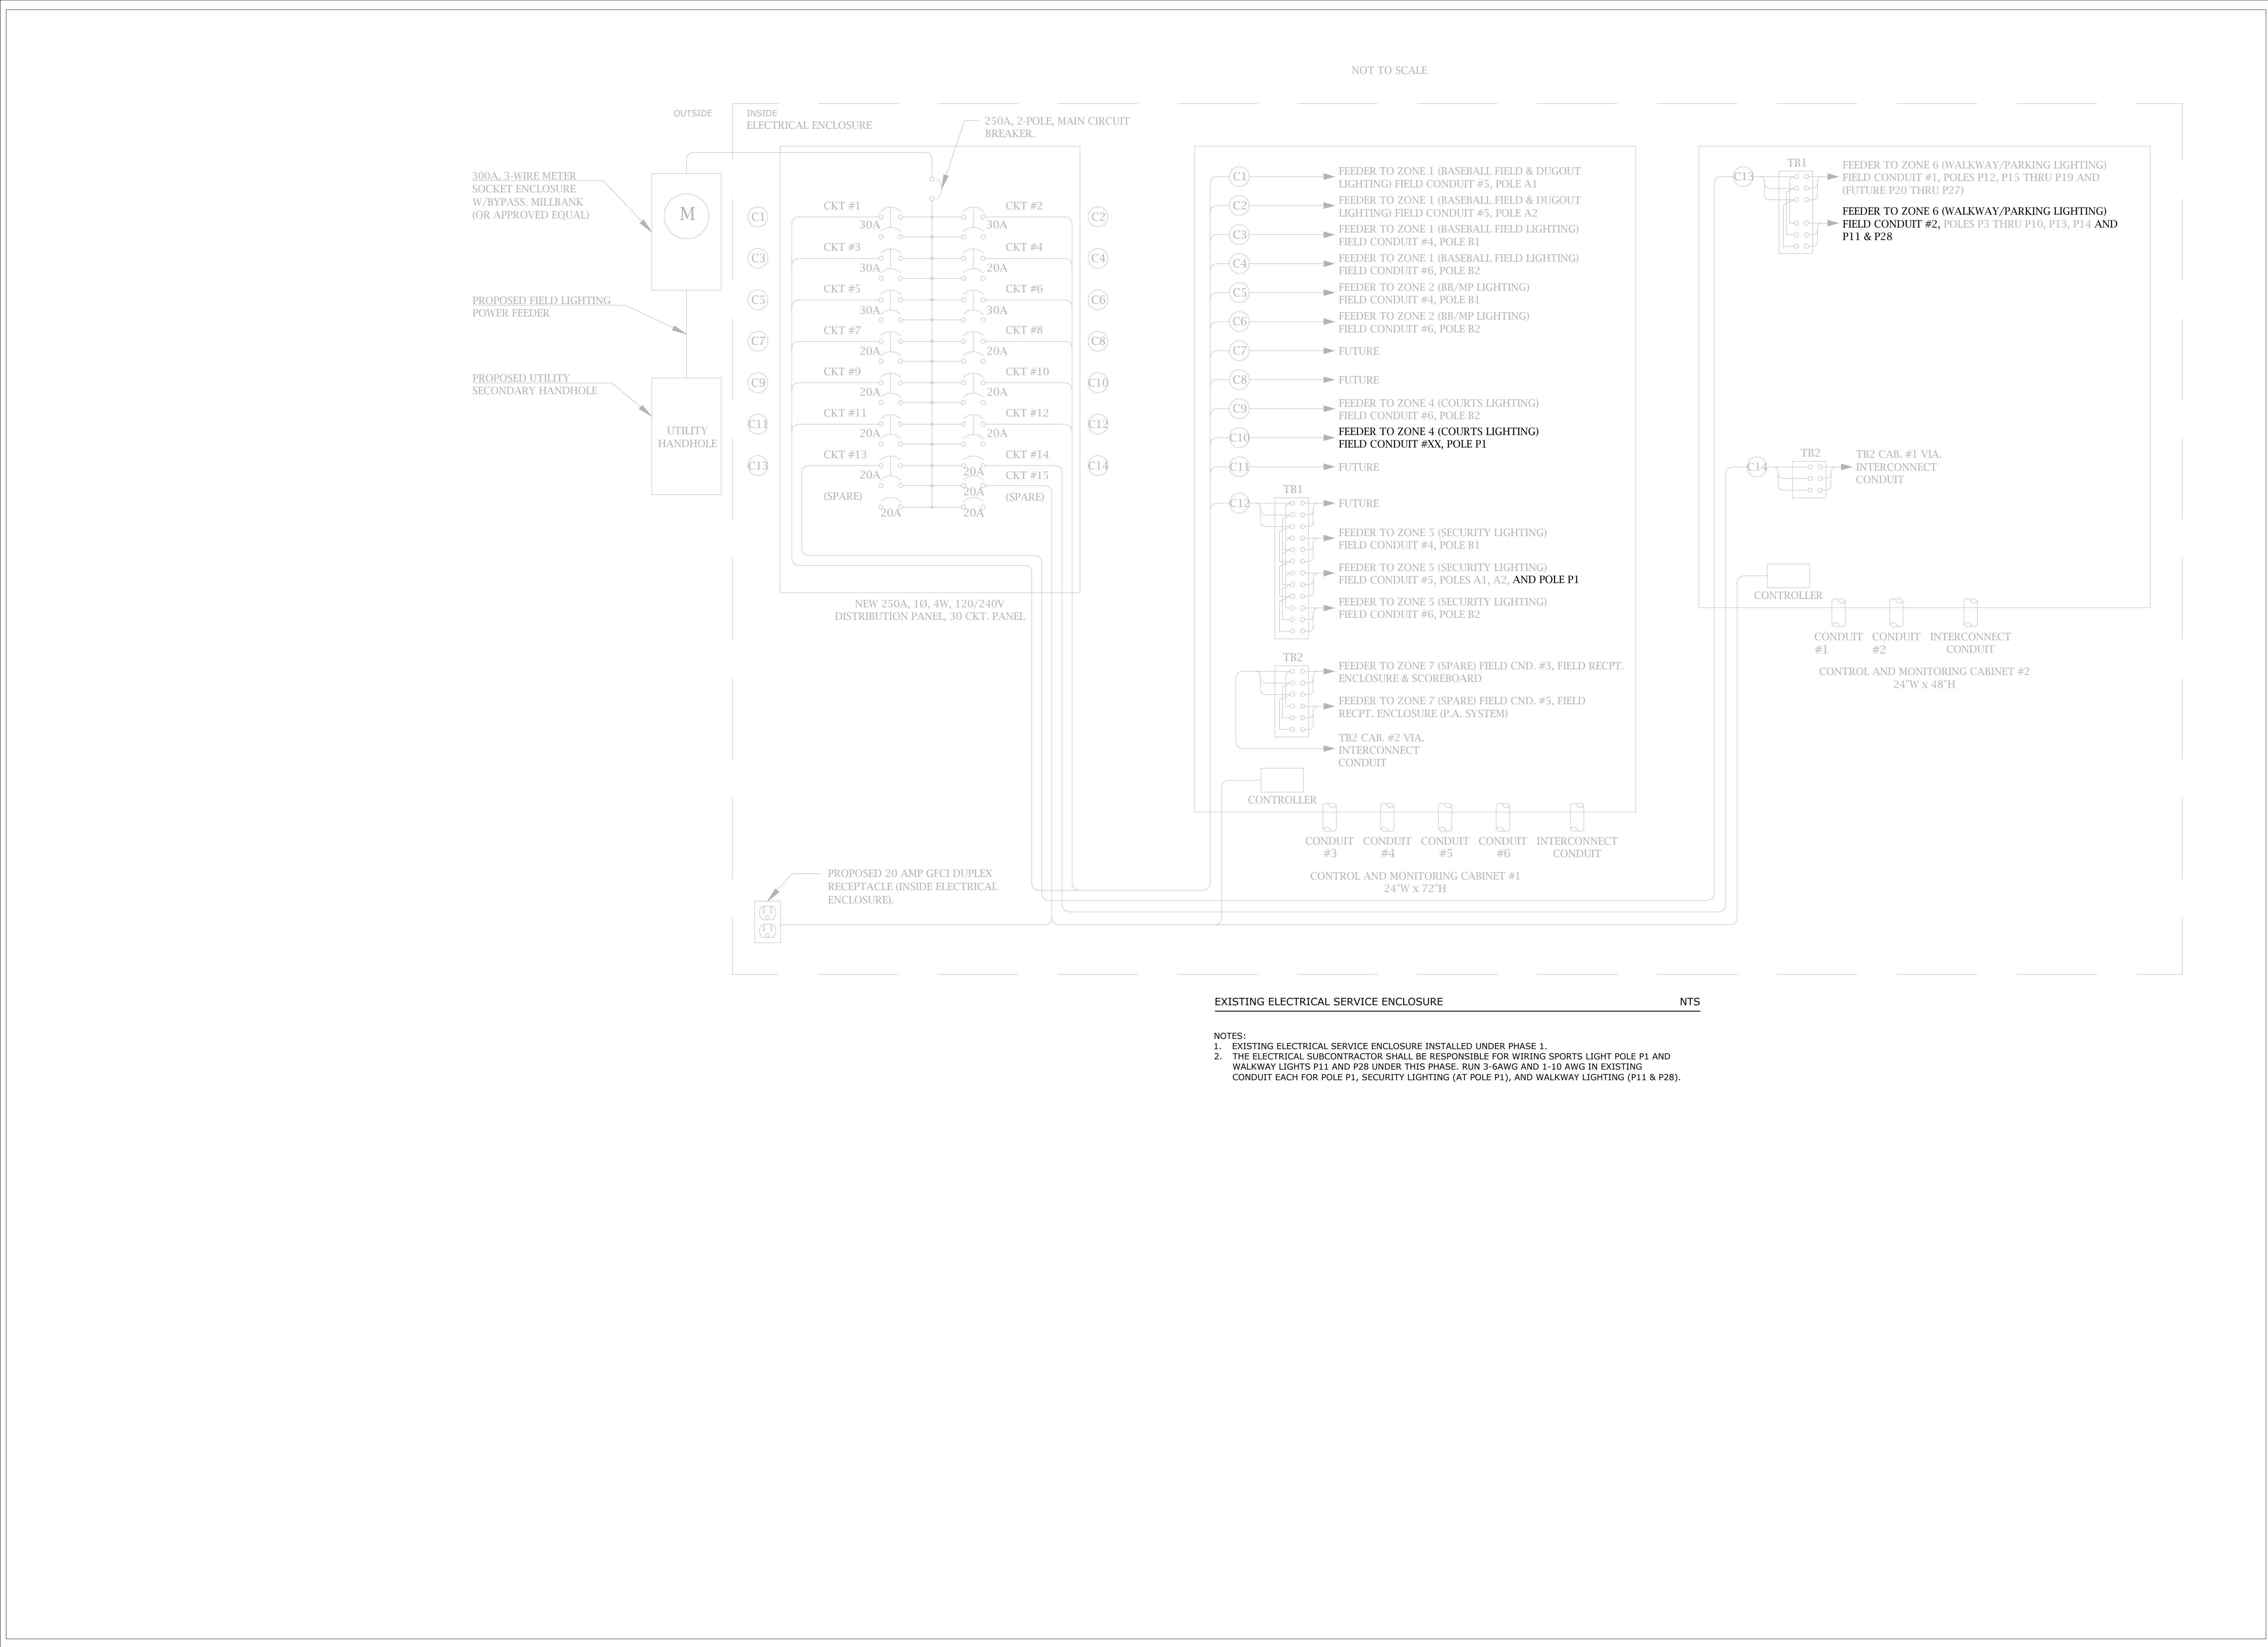 NOT TO SCALE
OUTSIDE
INSIDE
ELECTRICAL ENCLOSURE
250A, 2-POLE, MAIN CIRCUIT
BREAKER.
300A, 3-WIRE METER
SOCKET ENCLOSURE
W/BYPASS. MILLBANK
(OR APPROVED EQUAL)
M
PROPOSED FIELD LIGHTING
POWER FEEDER
PROPOSED UTILITY
SECONDARY HANDHOLE
UTILITY
HANDHOLE
C1
CKT #1
30A
CKT #2
30A
C2
C3
CKT #3
30A
CKT #4
20A
C4
C5
CKT #5
30A
CKT #6
30A
C6
C7
CKT #7
20A
CKT #8
20A
C8
C9
CKT #9
20A
CKT #10
20A
C10
C11
CKT #11
20A
CKT #12
20A
C12
C13
CKT #13
20A
CKT #14
20A
C14
CKT #15
20A
(SPARE)
20A
(SPARE)
20A
NEW 250A, 1Ø, 4W, 120/240V
DISTRIBUTION PANEL, 30 CKT. PANEL
PROPOSED 20 AMP GFCI DUPLEX
RECEPTACLE (INSIDE ELECTRICAL
ENCLOSURE).
C1
FEEDER TO ZONE 1 (BASEBALL FIELD & DUGOUT
LIGHTING) FIELD CONDUIT #5, POLE A1
C2
FEEDER TO ZONE 1 (BASEBALL FIELD & DUGOUT
LIGHTING) FIELD CONDUIT #5, POLE A2
C3
FEEDER TO ZONE 1 (BASEBALL FIELD LIGHTING)
FIELD CONDUIT #4, POLE B1
C4
FEEDER TO ZONE 1 (BASEBALL FIELD LIGHTING)
FIELD CONDUIT #6, POLE B2
C5
FEEDER TO ZONE 2 (BB/MP LIGHTING)
FIELD CONDUIT #4, POLE B1
C6
FEEDER TO ZONE 2 (BB/MP LIGHTING)
FIELD CONDUIT #6, POLE B2
C7
FUTURE
C8
FUTURE
C9
FEEDER TO ZONE 4 (COURTS LIGHTING)
FIELD CONDUIT #6, POLE B2
C10
FEEDER TO ZONE 4 (COURTS LIGHTING)
FIELD CONDUIT #XX, POLE P1
C11
FUTURE
TB1
C12
FUTURE
FEEDER TO ZONE 5 (SECURITY LIGHTING)
FIELD CONDUIT #4, POLE B1
FEEDER TO ZONE 5 (SECURITY LIGHTING)
FIELD CONDUIT #5, POLES A1, A2, AND POLE P1
FEEDER TO ZONE 5 (SECURITY LIGHTING)
FIELD CONDUIT #6, POLE B2
TB2
FEEDER TO ZONE 7 (SPARE) FIELD CND. #3, FIELD RECPT.
ENCLOSURE & SCOREBOARD
FEEDER TO ZONE 7 (SPARE) FIELD CND. #5, FIELD
RECPT. ENCLOSURE (P.A. SYSTEM)
TB2 CAB. #2 VIA.
INTERCONNECT
CONDUIT
CONTROLLER
CONDUIT
#3
CONDUIT
#4
CONDUIT
#5
CONDUIT
#6
INTERCONNECT
CONDUIT
CONTROL AND MONITORING CABINET #1
24"W x 72"H
TB1
C13
FEEDER TO ZONE 6 (WALKWAY/PARKING LIGHTING)
FIELD CONDUIT #1, POLES P12, P15 THRU P19 AND
(FUTURE P20 THRU P27)
FEEDER TO ZONE 6 (WALKWAY/PARKING LIGHTING)
FIELD CONDUIT #2, POLES P3 THRU P10, P13, P14 AND
P11 & P28
TB2
C14
TB2 CAB. #1 VIA.
INTERCONNECT
CONDUIT
CONTROLLER
CONDUIT
#1
CONDUIT
#2
INTERCONNECT
CONDUIT
CONTROL AND MONITORING CABINET #2
24"W x 48"H
EXISTING ELECTRICAL SERVICE ENCLOSURE NTS
NOTES:
1. EXISTING ELECTRICAL SERVICE ENCLOSURE INSTALLED UNDER PHASE 1.
2. THE ELECTRICAL SUBCONTRACTOR SHALL BE RESPONSIBLE FOR WIRING SPORTS LIGHT POLE P1 AND
WALKWAY LIGHTS P11 AND P28 UNDER THIS PHASE. RUN 3-6AWG AND 1-10 AWG IN EXISTING
CONDUIT EACH FOR POLE P1, SECURITY LIGHTING (AT POLE P1), AND WALKWAY LIGHTING (P11 & P28).